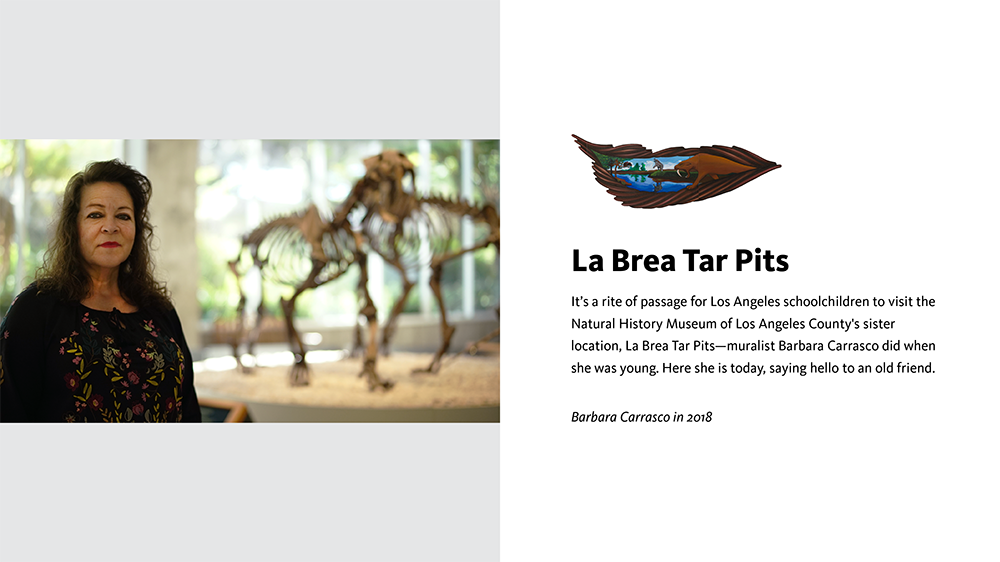 La Brea Tar Pits
It's a rite of passage for Los Angeles schoolchildren to visit the
Natural History Museum of Los Angeles County's sister
location, La Brea Tar Pits—muralist Barbara Carrasco did when
she was young. Here she is today, saying hello to an old friend.
Barbara Carrasco in 2018